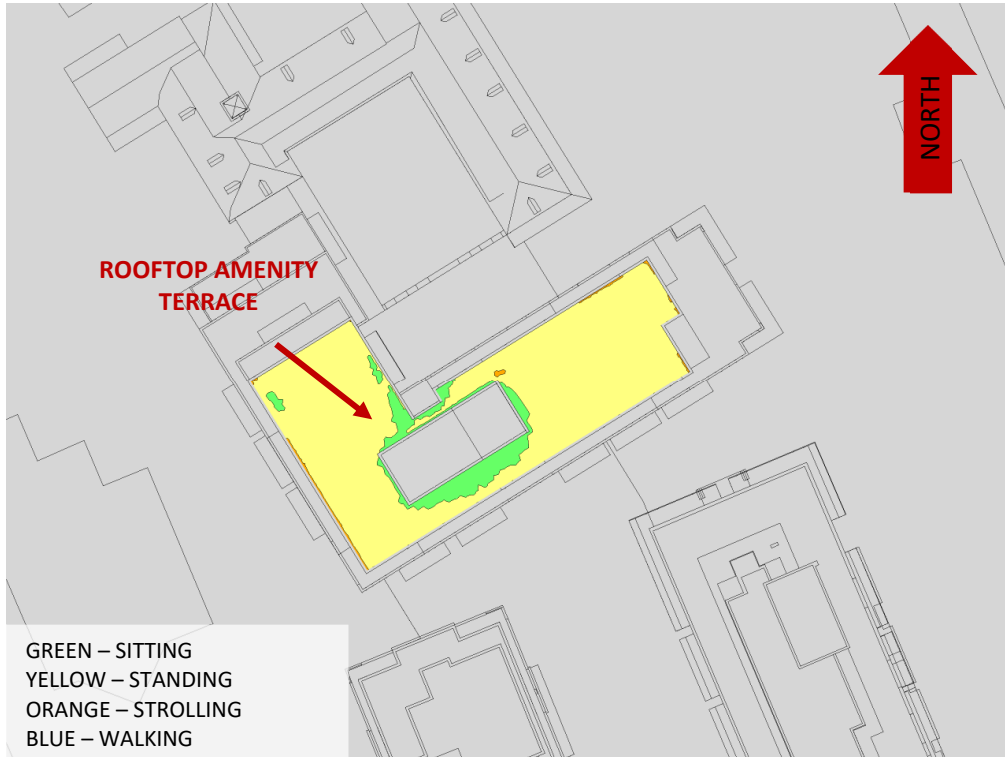 NORTH
ROOFTOP AMENITY
TERRACE
GREEN – SITTING
YELLOW – STANDING
ORANGE – STROLLING
BLUE – WALKING